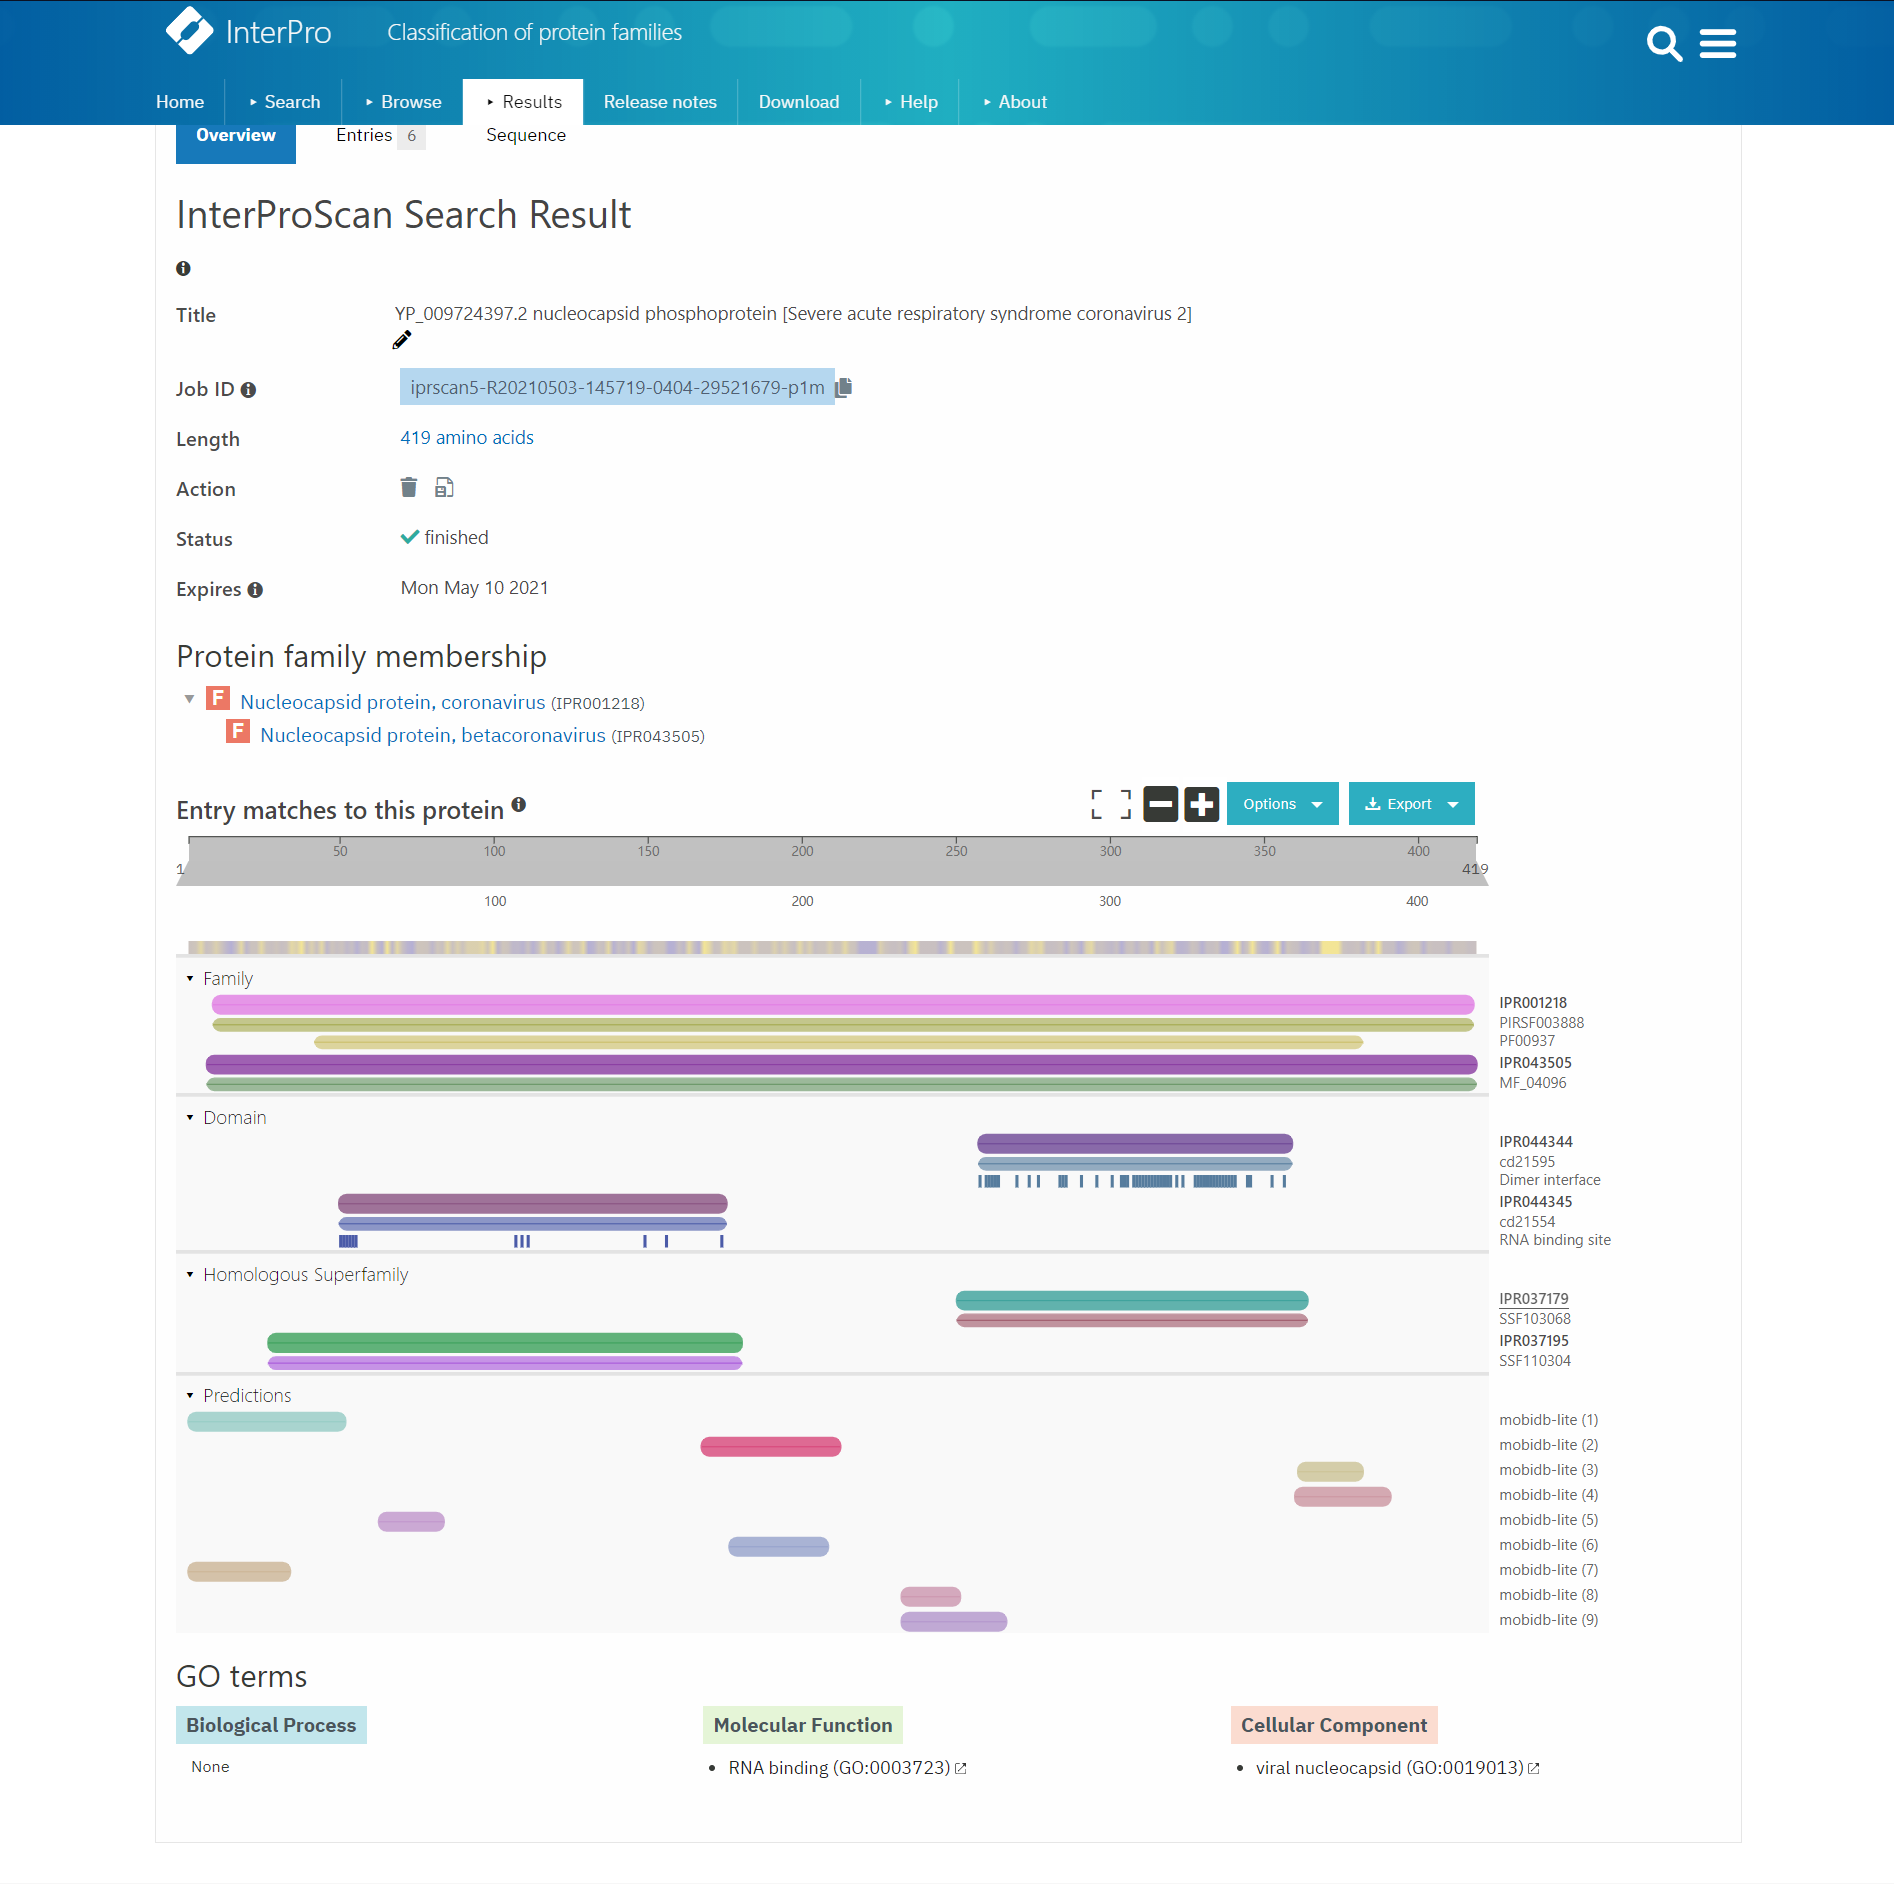 InterPro Classification of protein families
Home Search Browse Results Release notes Download Help About
Overview Entries 6 Sequence
InterProScan Search Result
Title YP_009724397.2 nucleocapsid phosphoprotein [Severe acute respiratory syndrome coronavirus 2]
Job ID iprscan5-R20210503-145719-0404-29521679-p1m
Length 419 amino acids
Action
Status finished
Expires Mon May 10 2021
Protein family membership
F Nucleocapsid protein, coronavirus (IPR001218)
F Nucleocapsid protein, betacoronavirus (IPR043505)
Entry matches to this protein Options Export
50 100 150 200 250 300 350 400
1 419
100 200 300 400
Family
IPR001218
PIRSF003888
PF00937
IPR043505
MF_04096
Domain
IPR044344
cd21595
Dimer interface
IPR044345
cd21554
RNA binding site
Homologous Superfamily
IPR037179
SSF103068
IPR037195
SSF110304
Predictions
mobidb-lite (1)
mobidb-lite (2)
mobidb-lite (3)
mobidb-lite (4)
mobidb-lite (5)
mobidb-lite (6)
mobidb-lite (7)
mobidb-lite (8)
mobidb-lite (9)
GO terms
Biological Process Molecular Function Cellular Component
None • RNA binding (GO:0003723) • viral nucleocapsid (GO:0019013)